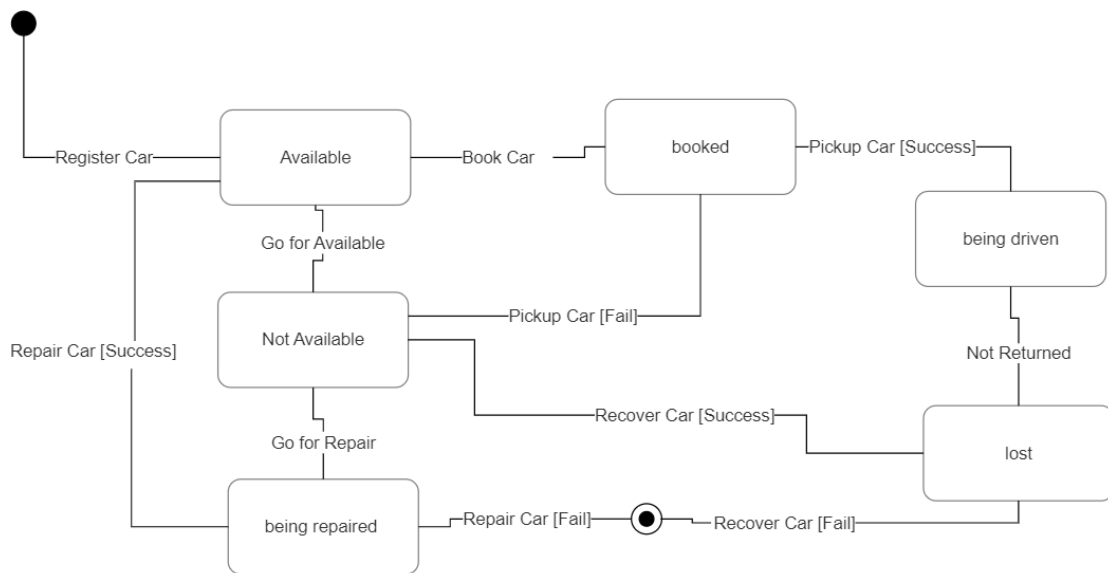 booked
Pickup Car [Success]
Available
Register Car
Book Car
being driven
Go for Available
Pickup Car [Fail]
Not Available
Repair Car [Success]
Not Returned
Recover Car [Success]
Go for Repair
lost
Repair Car [Fail]
Recover Car [Fail]
being repaired